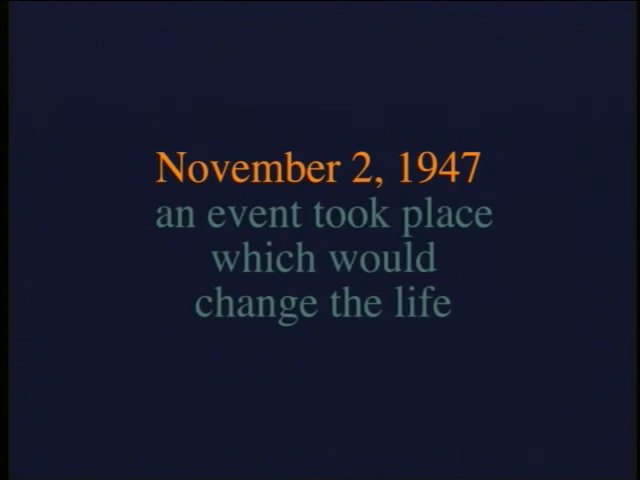 November 2, 1947
an event took place
which would
change the life